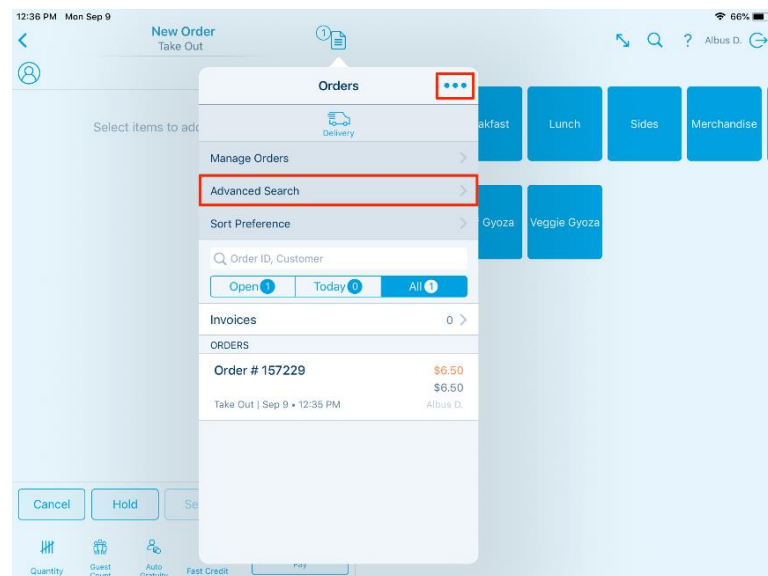 12:36 PM Mon Sep 9
66%
New Order
Take Out
1
? Albus D.
Orders
Delivery
Select items to add
Manage Orders
Advanced Search
Sort Preference
Order ID, Customer
Open 1
Today 0
All 1
Invoices
0
ORDERS
Order # 157229
$6.50
$6.50
Take Out | Sep 9 • 12:35 PM
Albus D.
akfast
Lunch
Sides
Merchandise
Gyoza
Veggie Gyoza
Cancel
Hold
Se
Quantity
Guest
Count
Auto
Gratuity
Fast Credit
Pay